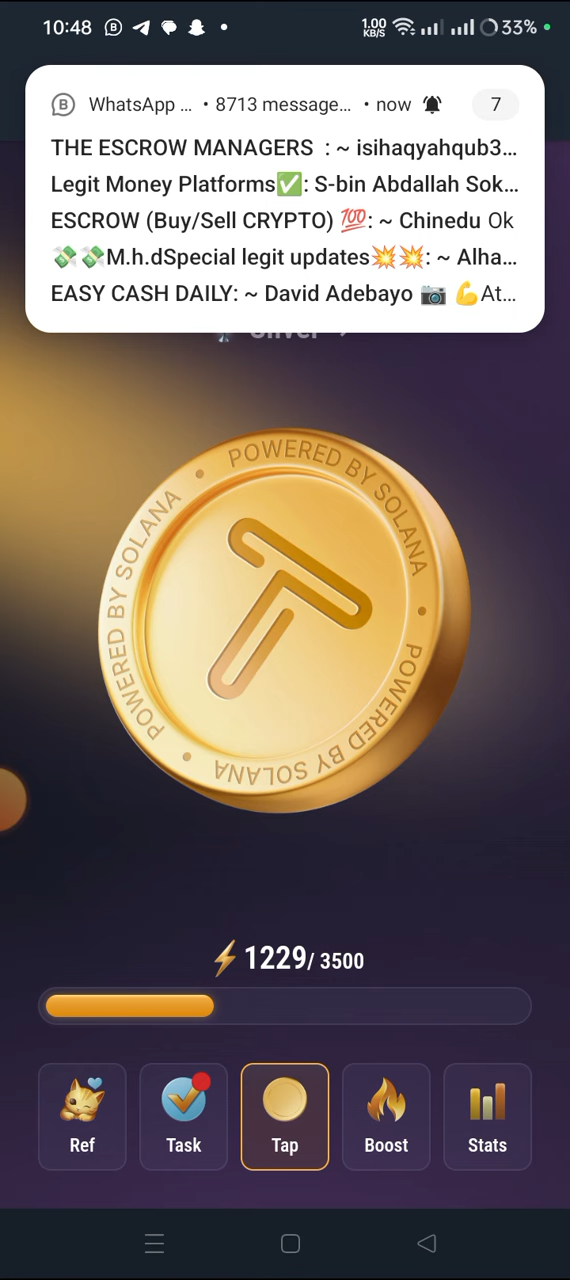 10:48 1.00 KB/S 33%
WhatsApp ... • 8713 message... • now 7
THE ESCROW MANAGERS : ~ isihaqyahqub3...
Legit Money Platforms✅: S-bin Abdallah Sok...
ESCROW (Buy/Sell CRYPTO) 💯: ~ Chinedu Ok
💸💸M.h.dSpecial legit updates💥💥: ~ Alha...
EASY CASH DAILY: ~ David Adebayo 📷 💪At...
Silver
POWERED BY SOLANA • POWERED BY SOLANA • POWERED BY SOLANA • POWERED BY SOLANA •
⚡1229/ 3500
Ref Task Tap Boost Stats